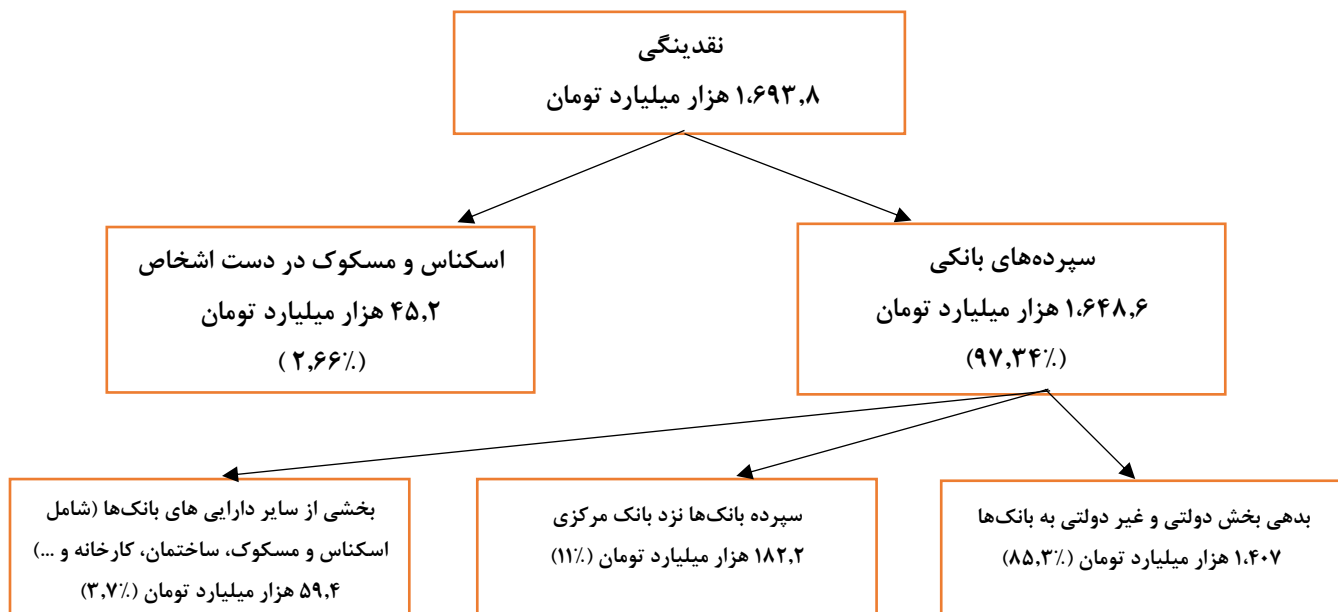 نقدینگی
۱،۶۹۳٫۸ هزار میلیارد تومان
سپرده‌های بانکی
۱،۶۴۸٫۶ هزار میلیارد تومان
(۹۷٫۳۴٪)
اسکناس و مسکوک در دست اشخاص
۴۵٫۲ هزار میلیارد تومان
(۲٫۶۶٪)
بدهی بخش دولتی و غیر دولتی به بانک‌ها
۱،۴۰۷ هزار میلیارد تومان (۸۵٫۳٪)
سپرده بانک‌ها نزد بانک مرکزی
۱۸۲٫۲ هزار میلیارد تومان (۱۱٪)
بخشی از سایر دارایی های بانک‌ها (شامل
اسکناس و مسکوک، ساختمان، کارخانه و ...)
۵۹٫۴ هزار میلیارد تومان (۳٫۷٪)